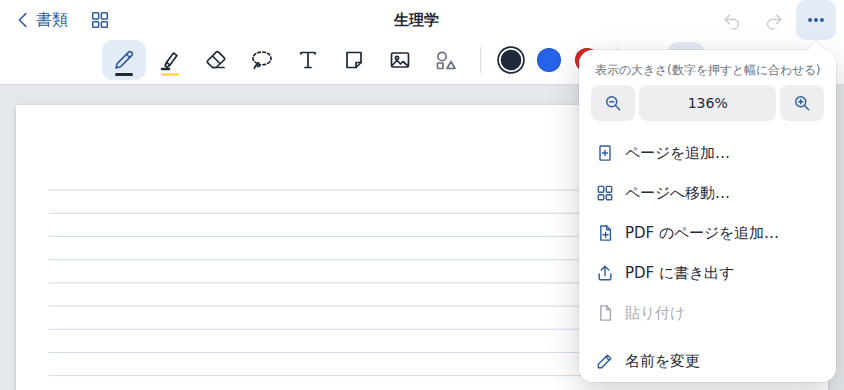 書類
生理学
表示の大きさ(数字を押すと幅に合わせる)
136%
ページを追加...
ページへ移動...
PDF のページを追加...
PDF に書き出す
貼り付け
名前を変更